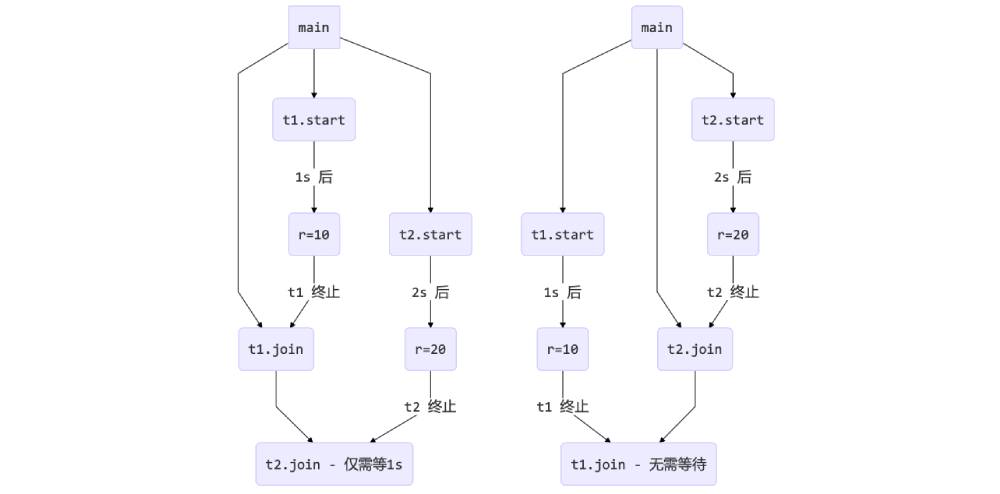 main
t1.start
1s 后
r=10
t2.start
t1 终止
2s 后
t1.join
r=20
t2 终止
t2.join - 仅需等1s
main
t2.start
2s 后
t1.start
r=20
1s 后
t2 终止
r=10
t2.join
t1 终止
t1.join - 无需等待